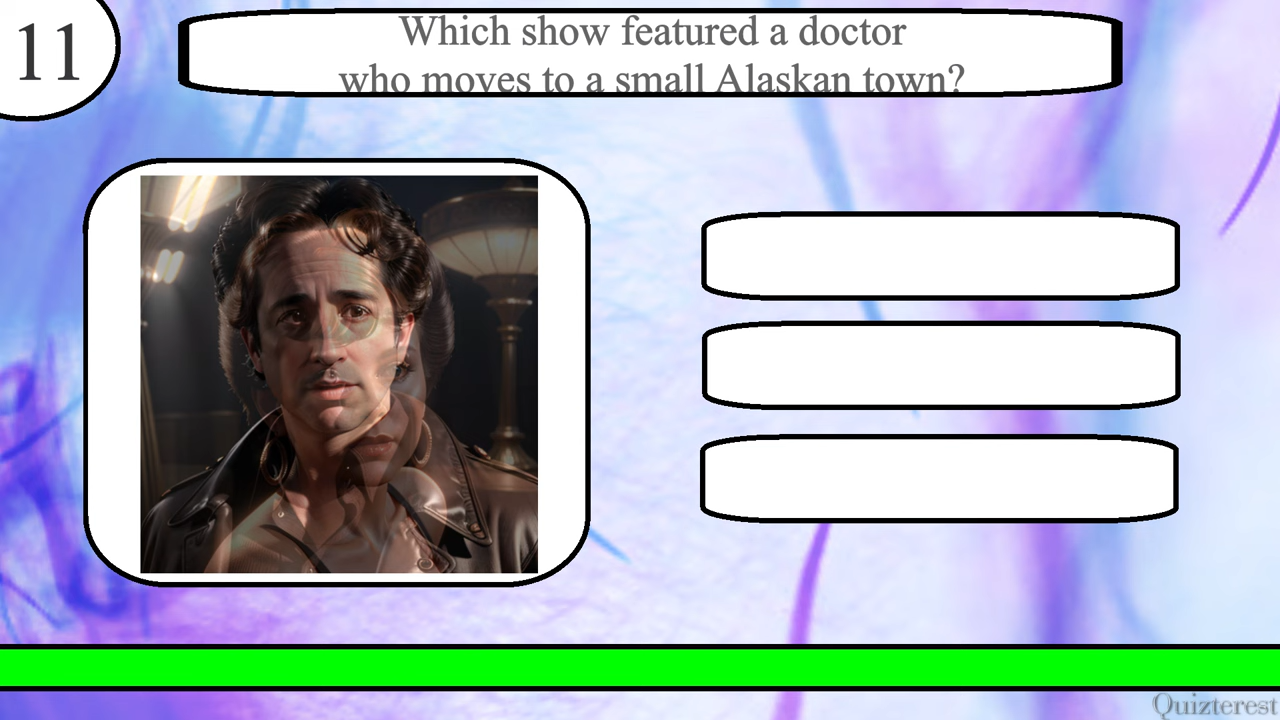 11
Which show featured a doctor
who moves to a small Alaskan town?
Quizterest